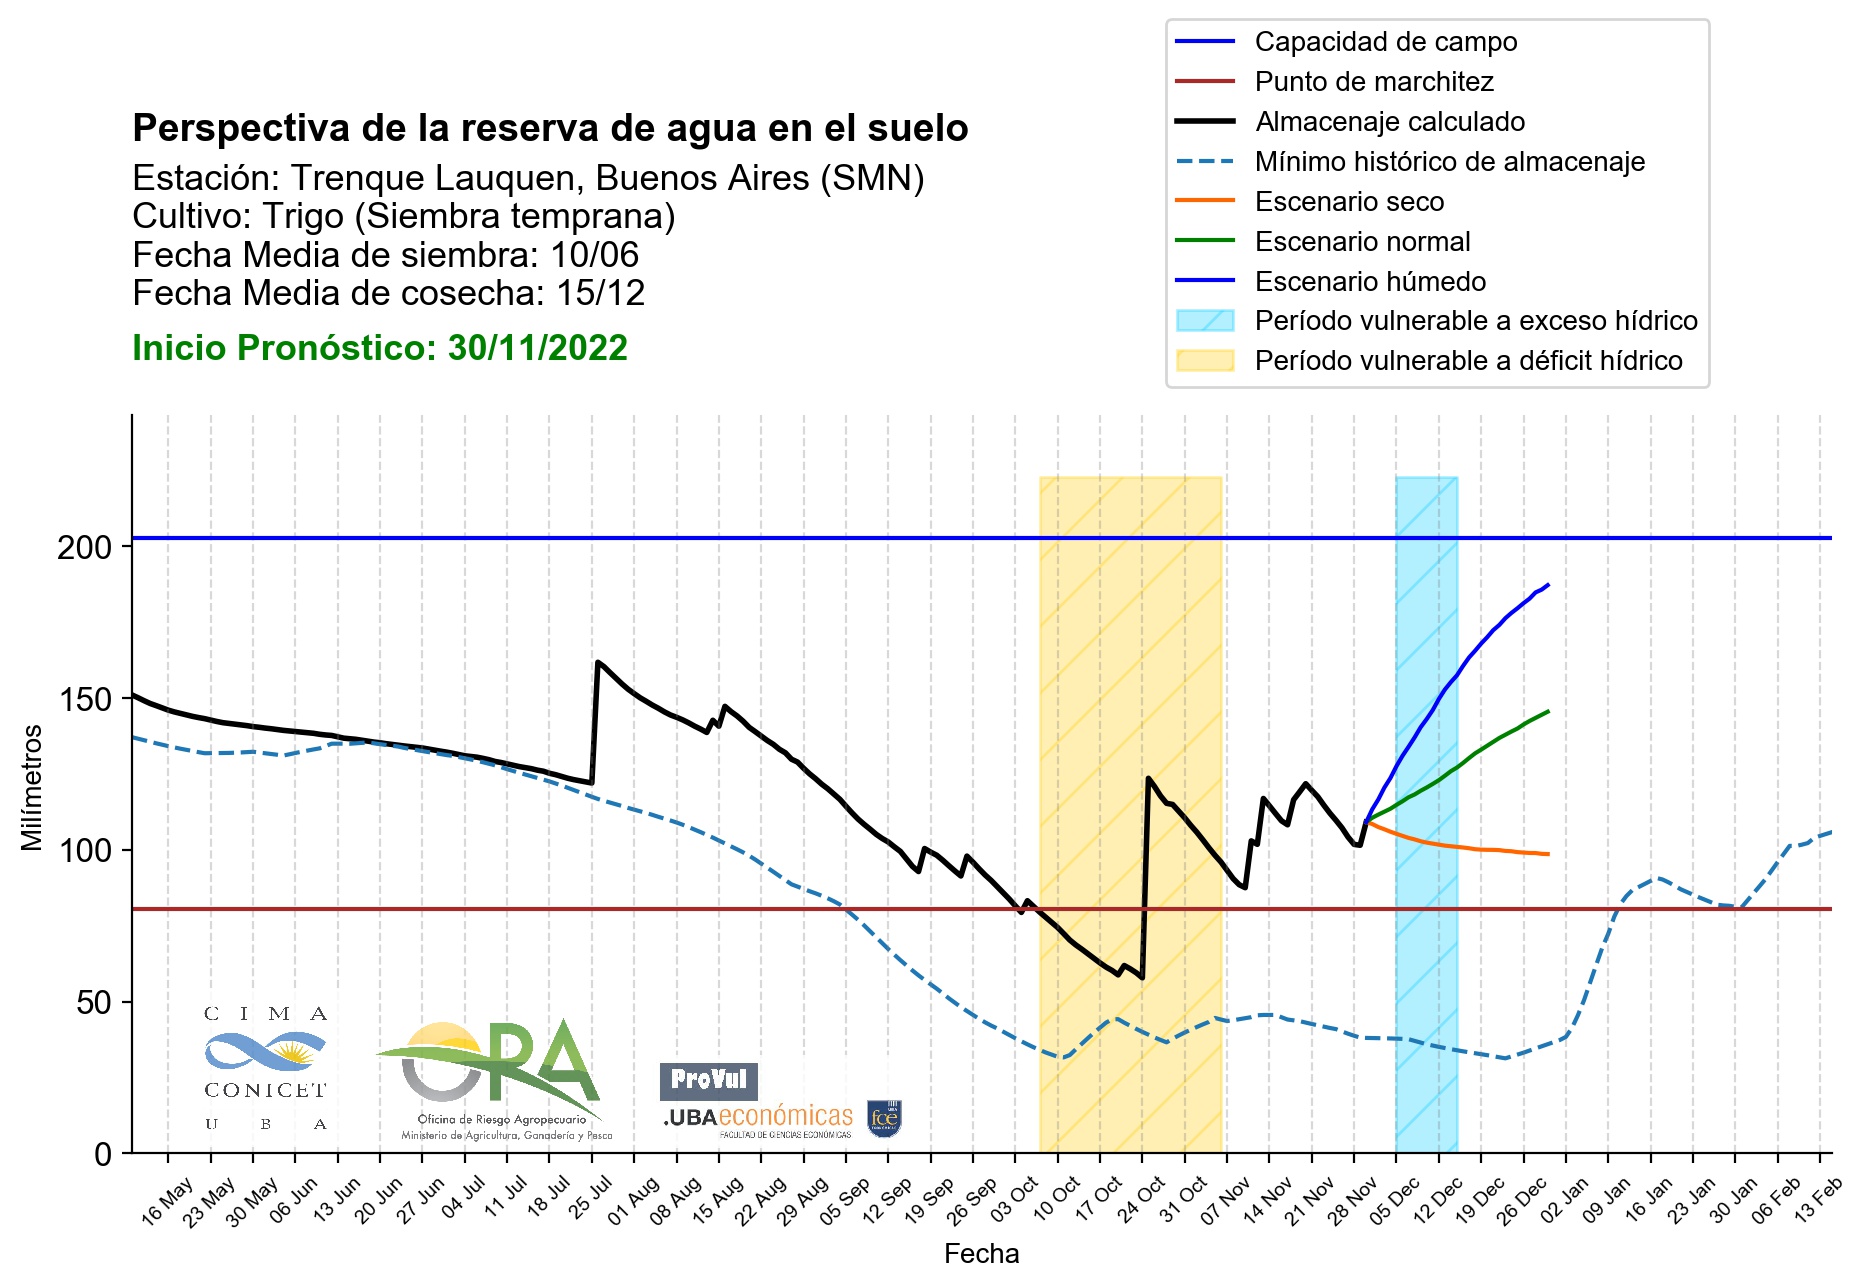 Capacidad de campo
Punto de marchitez
Almacenaje calculado
Mínimo histórico de almacenaje
Escenario seco
Escenario normal
Escenario húmedo
Período vulnerable a exceso hídrico
Período vulnerable a déficit hídrico
Perspectiva de la reserva de agua en el suelo
Estación: Trenque Lauquen, Buenos Aires (SMN)
Cultivo: Trigo (Siembra temprana)
Fecha Media de siembra: 10/06
Fecha Media de cosecha: 15/12
Inicio Pronóstico: 30/11/2022
200
150
100
50
0
Milímetros
C I M A
CONICET
U B A
ORA
Oficina de Riesgo Agropecuario
Ministerio de Agricultura, Ganadería y Pesca
ProVul
.UBAeconómicas
FACULTAD DE CIENCIAS ECONÓMICAS
fce
16 May
23 May
30 May
06 Jun
13 Jun
20 Jun
27 Jun
04 Jul
11 Jul
18 Jul
25 Jul
01 Aug
08 Aug
15 Aug
22 Aug
29 Aug
05 Sep
12 Sep
19 Sep
26 Sep
03 Oct
10 Oct
17 Oct
24 Oct
31 Oct
07 Nov
14 Nov
21 Nov
28 Nov
05 Dec
12 Dec
19 Dec
26 Dec
02 Jan
09 Jan
16 Jan
23 Jan
30 Jan
06 Feb
13 Feb
Fecha